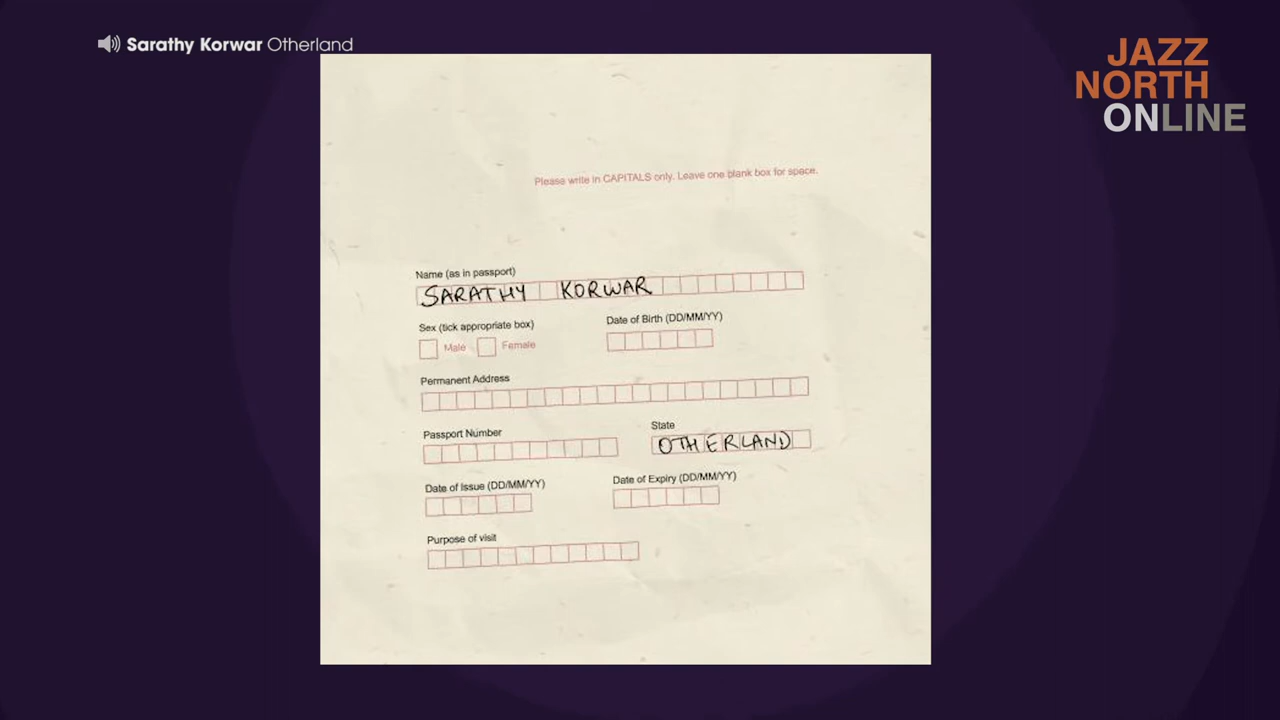 Sarathy Korwar Otherland
JAZZ
NORTH
ONLINE
Please write in CAPITALS only. Leave one blank box for space.
Name (as in passport)
SARATHY KORWAR
Sex (tick appropriate box)
Male Female
Date of Birth (DD/MM/YY)
Permanent Address
Passport Number
State
OTHERLAND
Date of Issue (DD/MM/YY)
Date of Expiry (DD/MM/YY)
Purpose of visit